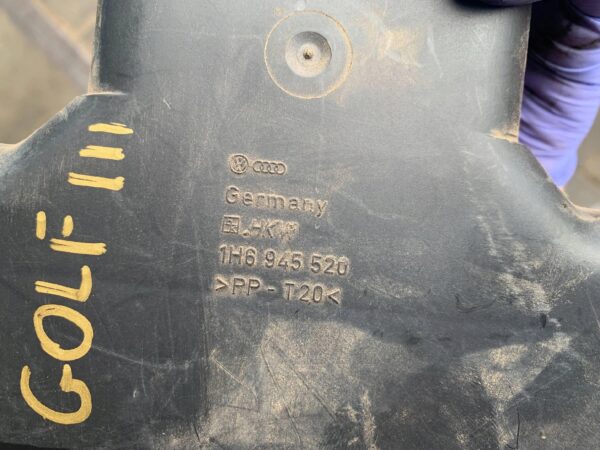 GOLF III
Germany
HKW
1H6 945 520
>PP-T20<